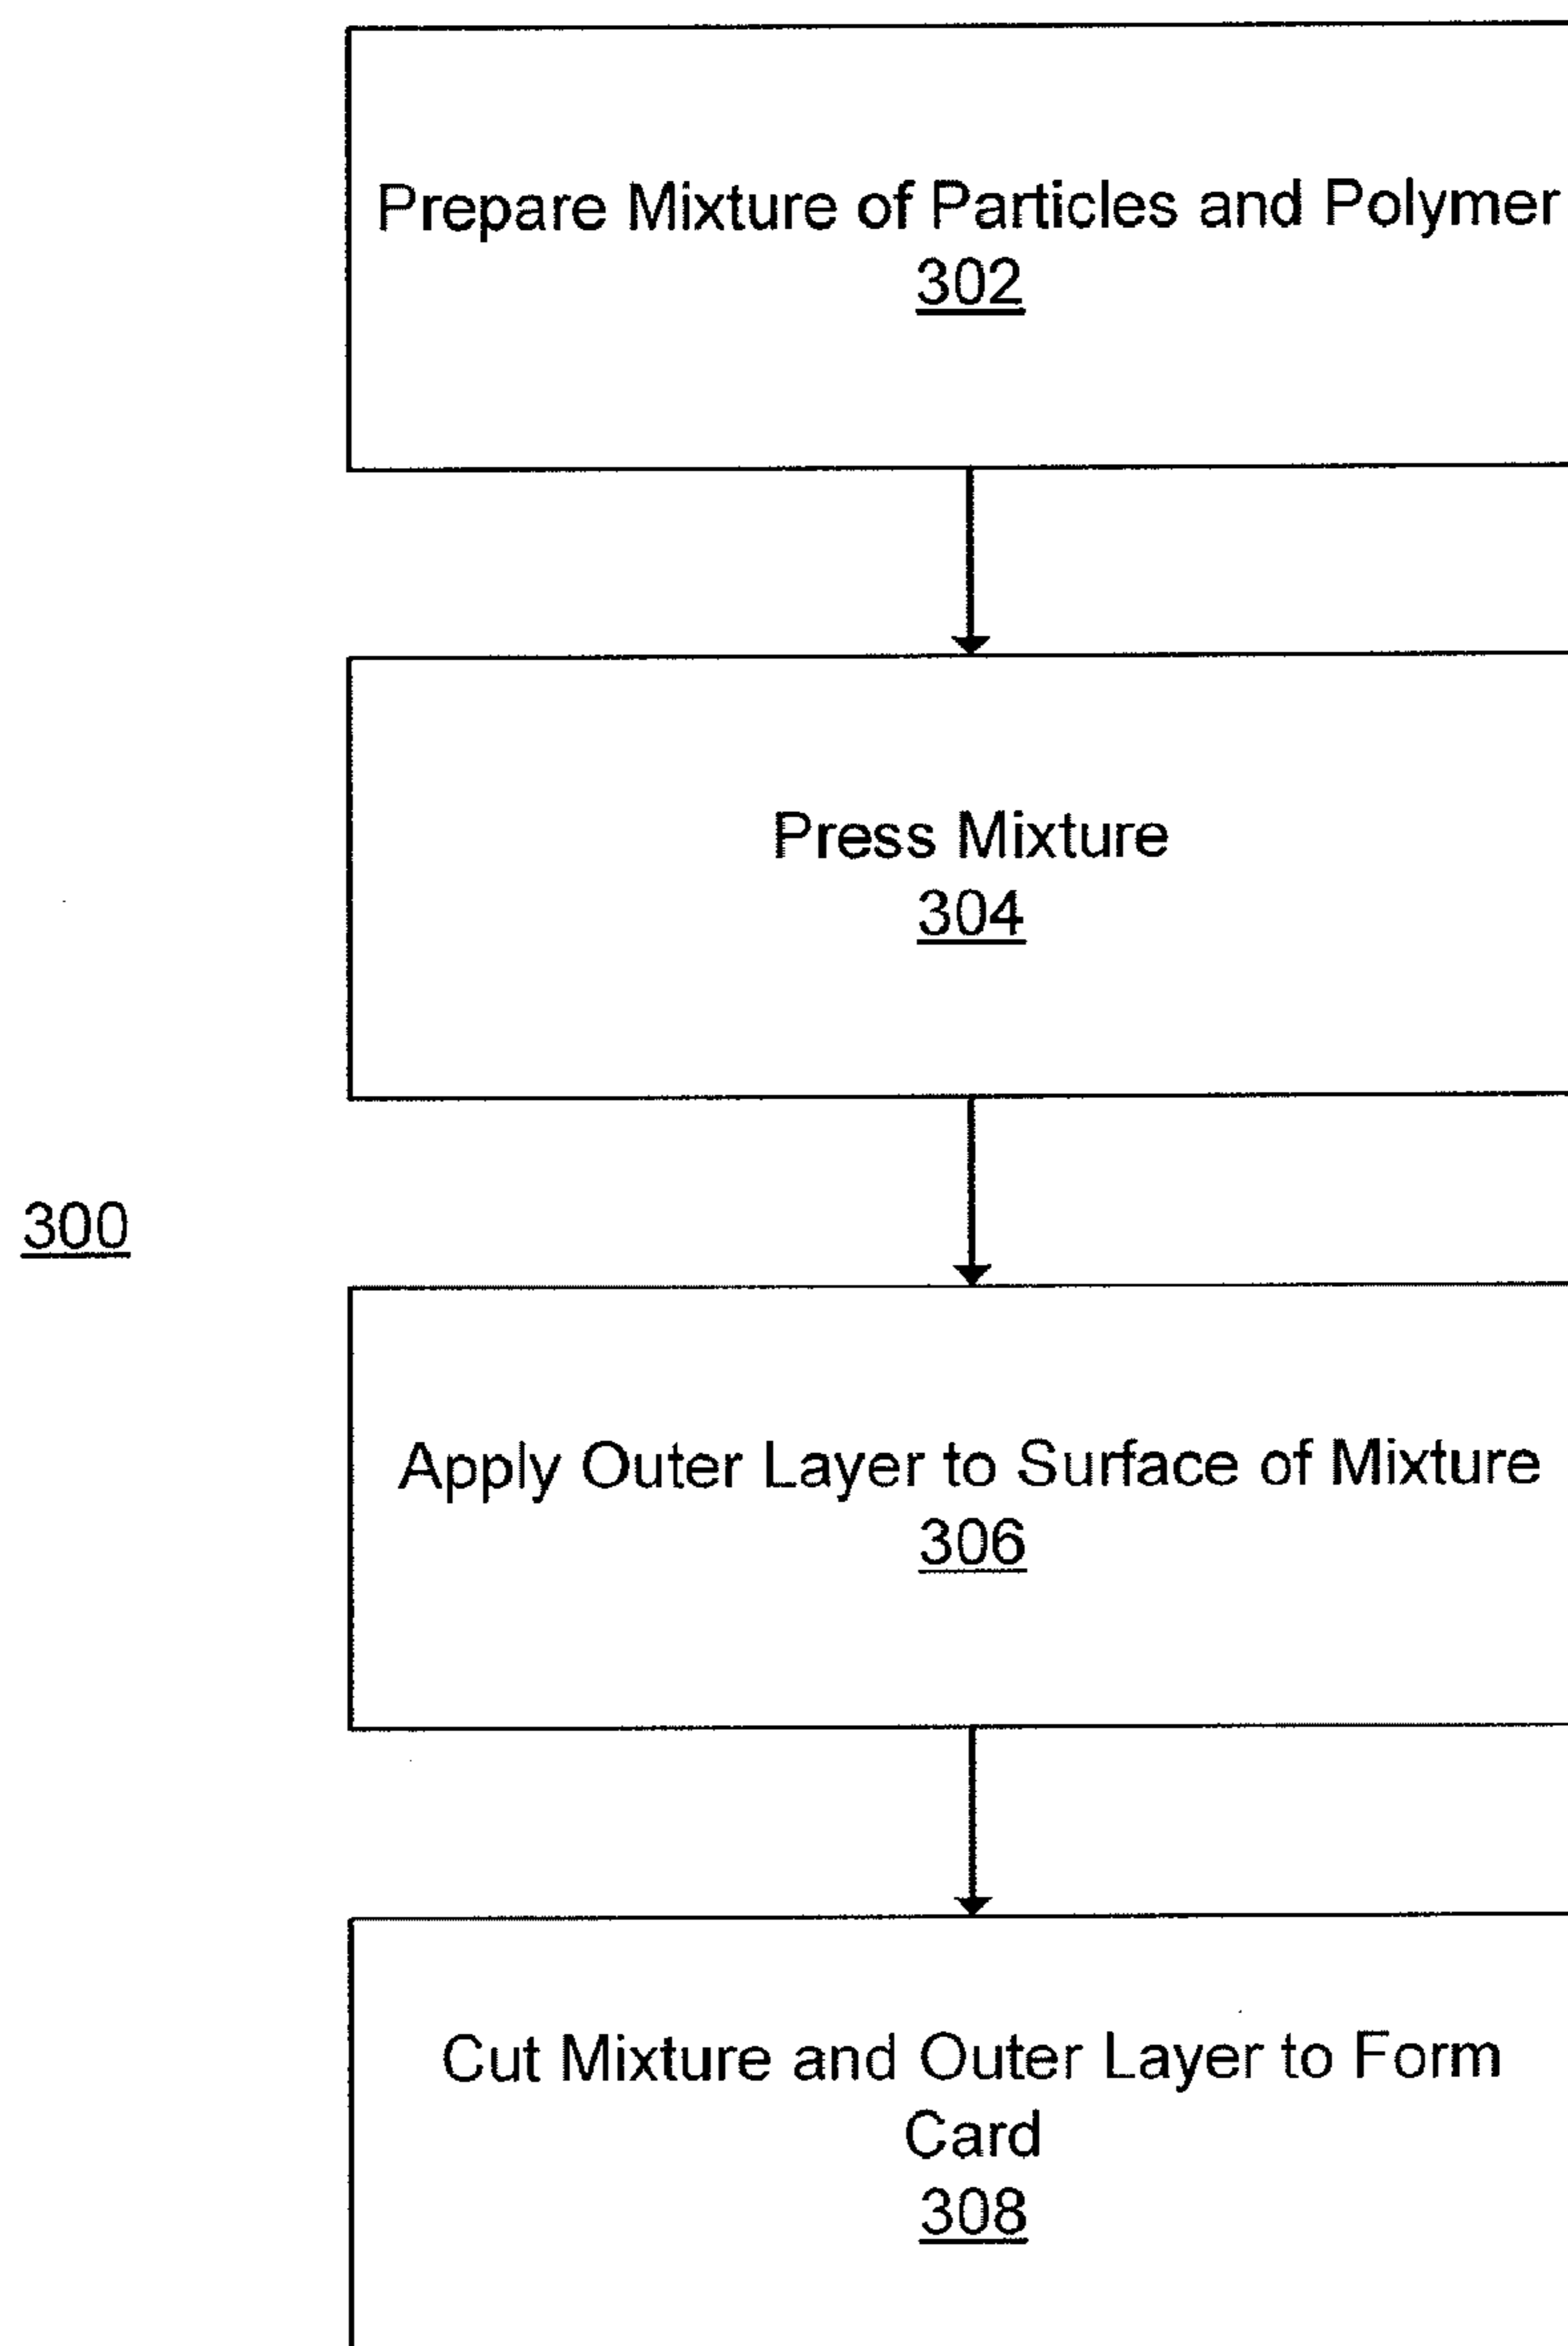 Prepare Mixture of Particles and Polymer
302
Press Mixture
304
300
Apply Outer Layer to Surface of Mixture
306
Cut Mixture and Outer Layer to Form
Card
308